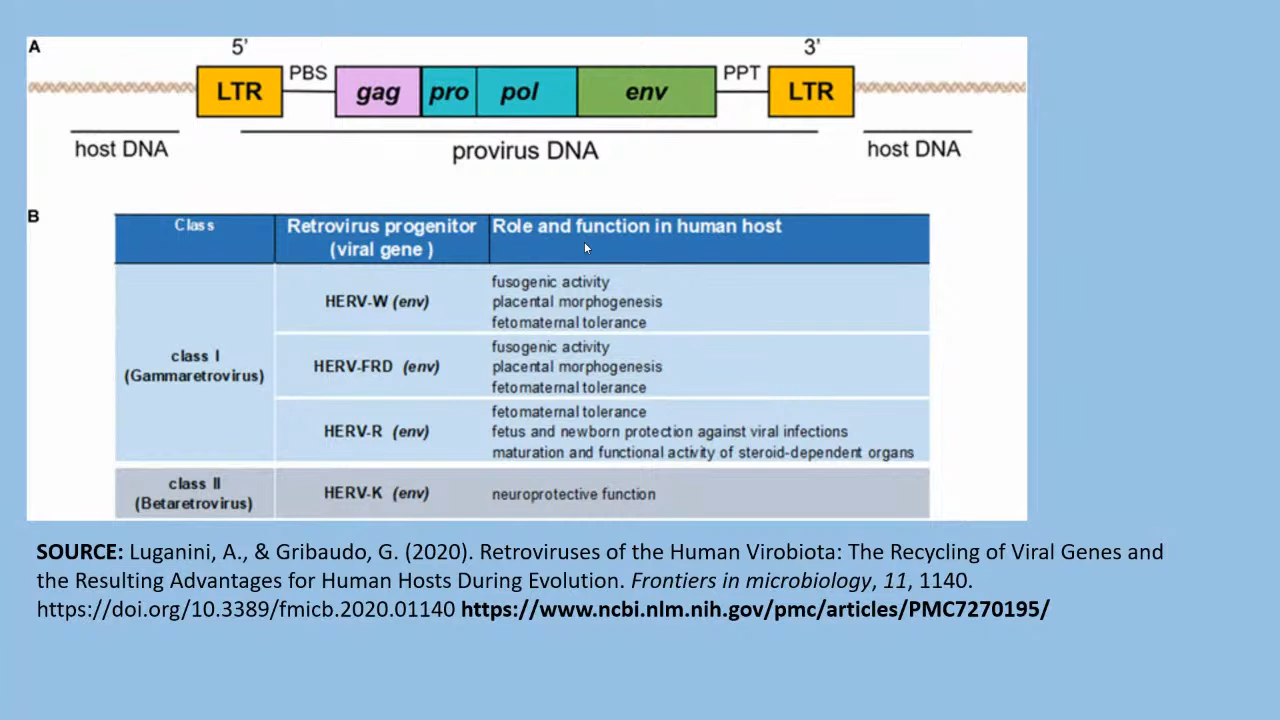 A
5’
3’
LTR
PBS
gag
pro
pol
env
PPT
LTR
host DNA
provirus DNA
host DNA
B
Class
Retrovirus progenitor
(viral gene )
Role and function in human host
class I
(Gammaretrovirus)
HERV-W (env)
fusogenic activity
placental morphogenesis
fetomaternal tolerance
HERV-FRD (env)
fusogenic activity
placental morphogenesis
fetomaternal tolerance
HERV-R (env)
fetomaternal tolerance
fetus and newborn protection against viral infections
maturation and functional activity of steroid-dependent organs
class II
(Betaretrovirus)
HERV-K (env)
neuroprotective function
SOURCE: Luganini, A., & Gribaudo, G. (2020). Retroviruses of the Human Virobiota: The Recycling of Viral Genes and
the Resulting Advantages for Human Hosts During Evolution. Frontiers in microbiology, 11, 1140.
https://doi.org/10.3389/fmicb.2020.01140 https://www.ncbi.nlm.nih.gov/pmc/articles/PMC7270195/